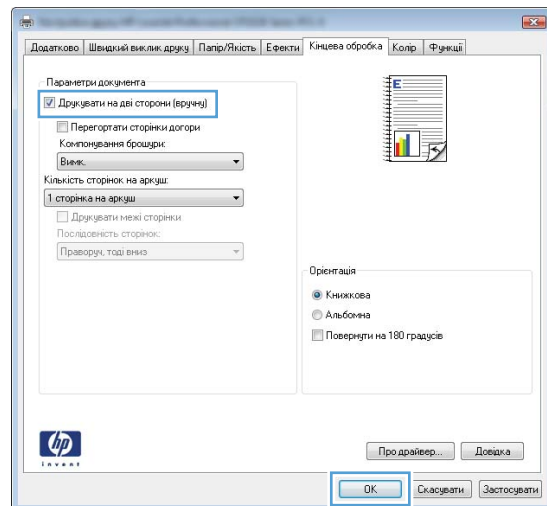 Додатково Швидкий виклик друку Папір/Якість Ефекти Кінцева обробка Колір Функції
Параметри документа
Друкувати на дві сторони (вручну)
Перегортати сторінки догори
Компонування брошури:
Вимк.
Кількість сторінок на аркуш:
1 сторінка на аркуш
Друкувати межі сторінки
Послідовність сторінок:
Праворуч, тоді вниз
E
Орієнтація
Книжкова
Альбомна
Повернути на 180 градусів
hp
invent
Про драйвер... Довідка
OK Скасувати Застосувати